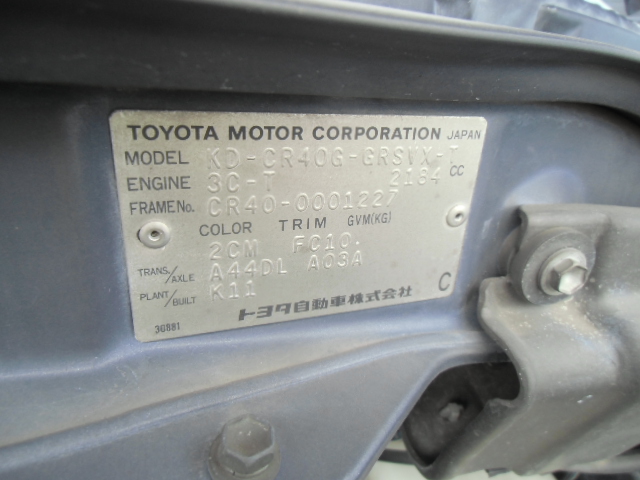 TOYOTA MOTOR CORPORATION JAPAN
MODEL KD-CR40G-GRSVX-T
ENGINE 3C-T 2184 CC
FRAME No. CR40-0001227
COLOR TRIM GVM(KG)
2CM FC10.
TRANS./AXLE A44DL A03A
PLANT/BUILT K11
トヨタ自動車株式会社 C
36881